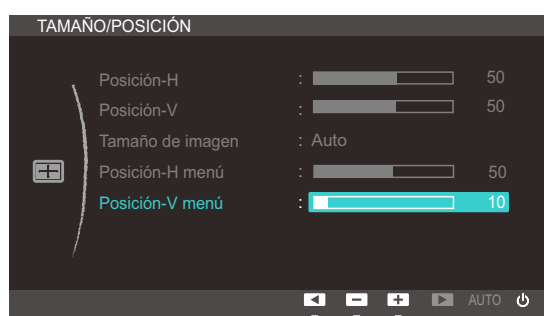 TAMAÑO/POSICIÓN
Posición-H : 50
Posición-V : 50
Tamaño de imagen : Auto
Posición-H menú : 50
Posición-V menú : 10
AUTO